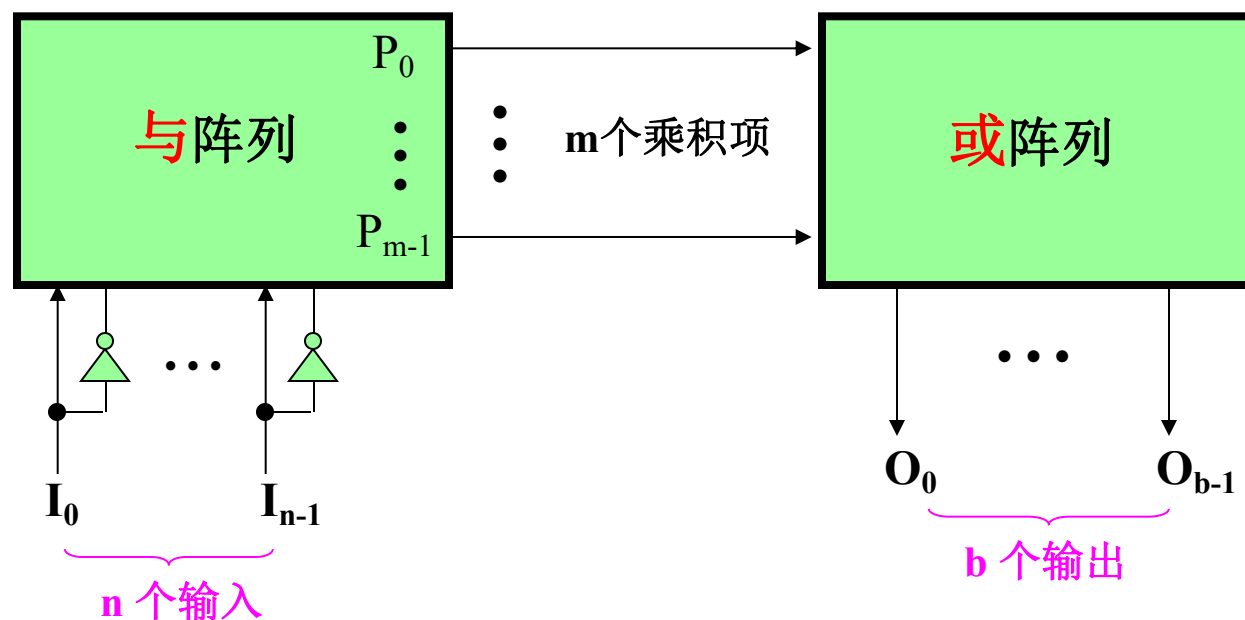 P₀
与阵列
m个乘积项
或阵列
Pₘ₋₁
• • •
I₀
Iₙ₋₁
O₀
O_b-1
n 个输入
b 个输出